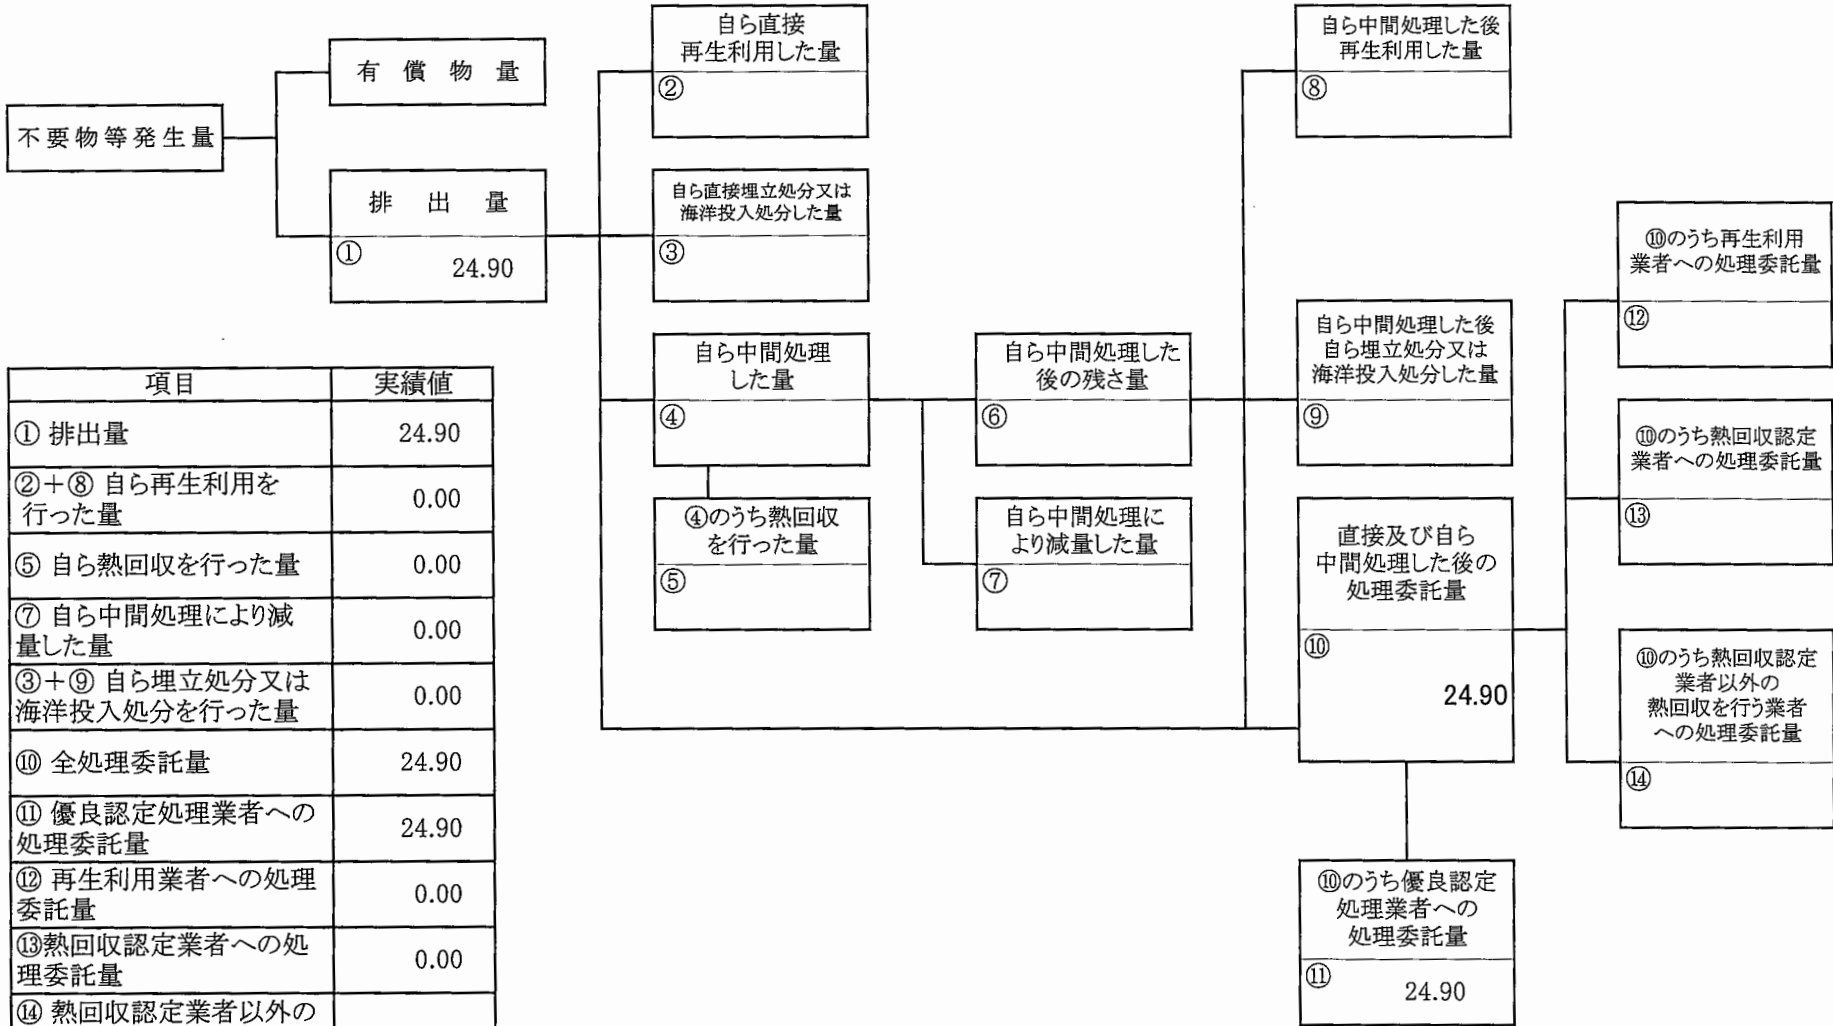 不要物等発生量
有償物量
排出量
①
24.90
自ら直接
再生利用した量
②
自ら直接埋立処分又は
海洋投入処分した量
③
自ら中間処理
した量
④
④のうち熱回収
を行った量
⑤
自ら中間処理した
後の残さ量
⑥
自ら中間処理に
より減量した量
⑦
自ら中間処理した後
再生利用した量
⑧
自ら中間処理した後
自ら埋立処分又は
海洋投入処分した量
⑨
直接及び自ら
中間処理した後の
処理委託量
⑩
24.90
⑩のうち優良認定
処理業者への
処理委託量
⑪
24.90
⑩のうち再生利用
業者への処理委託量
⑫
⑩のうち熱回収認定
業者への処理委託量
⑬
⑩のうち熱回収認定
業者以外の
熱回収を行う業者
への処理委託量
⑭
項目 実績値
① 排出量 24.90
②+⑧ 自ら再生利用を
行った量 0.00
⑤ 自ら熱回収を行った量 0.00
⑦ 自ら中間処理により減
量した量 0.00
③+⑨ 自ら埋立処分又は
海洋投入処分を行った量 0.00
⑩ 全処理委託量 24.90
⑪ 優良認定処理業者への
処理委託量 24.90
⑫ 再生利用業者への処理
委託量 0.00
⑬熱回収認定業者への処
理委託量 0.00
⑭ 熱回収認定業者以外の